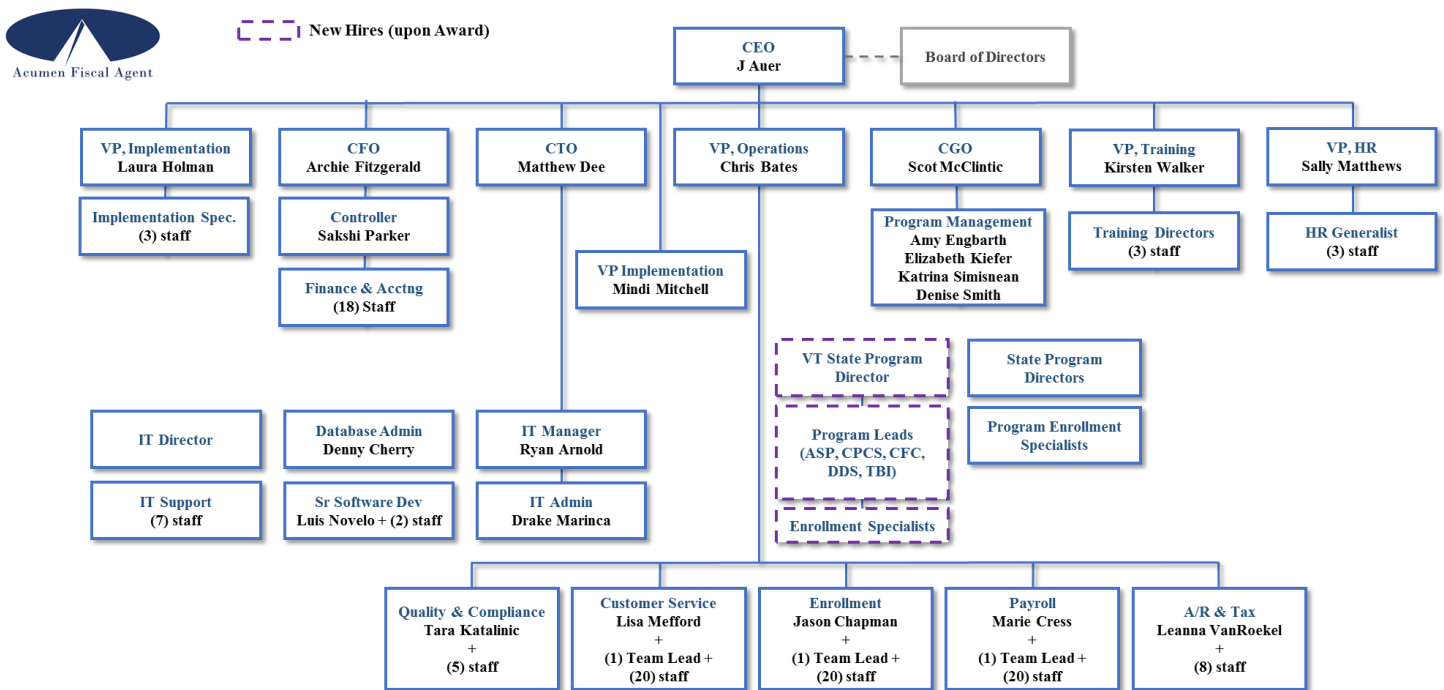 Acumen Fiscal Agent
New Hires (upon Award)
CEO
J Auer
Board of Directors
VP, Implementation
Laura Holman
CFO
Archie Fitzgerald
CTO
Matthew Dee
VP, Operations
Chris Bates
CGO
Scot McClintic
VP, Training
Kirsten Walker
VP, HR
Sally Matthews
Implementation Spec.
(3) staff
Controller
Sakshi Parker
Finance & Acctng
(18) Staff
VP Implementation
Mindi Mitchell
Program Management
Amy Engbarth
Elizabeth Kiefer
Katrina Simisnean
Denise Smith
Training Directors
(3) staff
HR Generalist
(3) staff
VT State Program
Director
State Program
Directors
Program Leads
(ASP, CPCS, CFC,
DDS, TBI)
Program Enrollment
Specialists
Enrollment Specialists
IT Director
Database Admin
Denny Cherry
IT Manager
Ryan Arnold
IT Support
(7) staff
Sr Software Dev
Luis Novelo + (2) staff
IT Admin
Drake Marinca
Quality & Compliance
Tara Katalinic
+
(5) staff
Customer Service
Lisa Mefford
+
(1) Team Lead +
(20) staff
Enrollment
Jason Chapman
+
(1) Team Lead +
(20) staff
Payroll
Marie Cress
+
(1) Team Lead +
(20) staff
A/R & Tax
Leanna VanRoekel
+
(8) staff